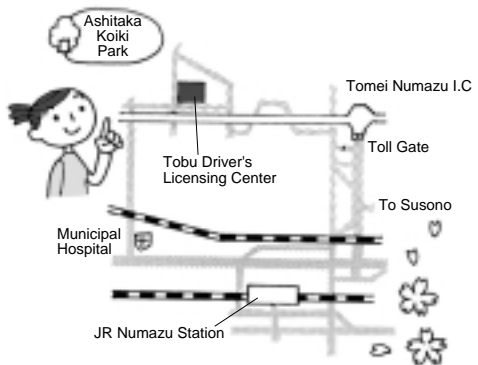 Ashitaka
Koiki
Park
Tomei Numazu I.C
Toll Gate
Tobu Driver's
Licensing Center
To Susono
Municipal
Hospital
JR Numazu Station